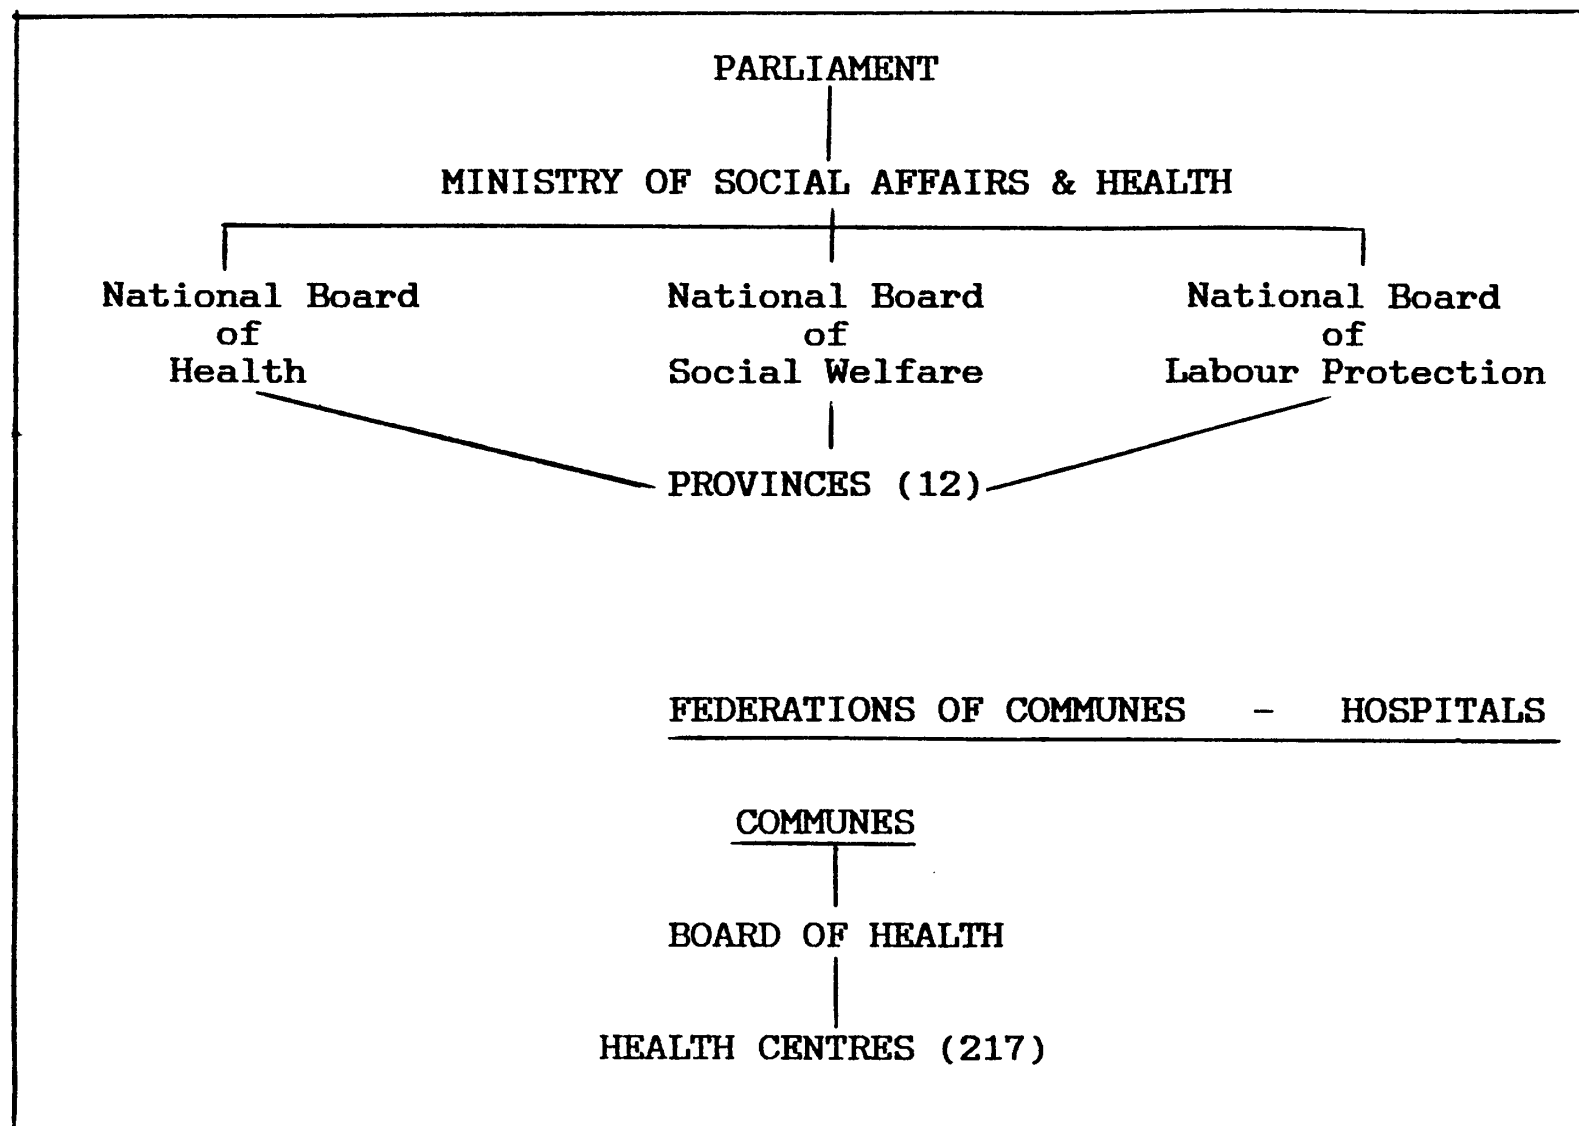 PARLIAMENT
MINISTRY OF SOCIAL AFFAIRS & HEALTH
National Board
of
Health
National Board
of
Social Welfare
National Board
of
Labour Protection
PROVINCES (12)
FEDERATIONS OF COMMUNES - HOSPITALS
COMMUNES
BOARD OF HEALTH
HEALTH CENTRES (217)